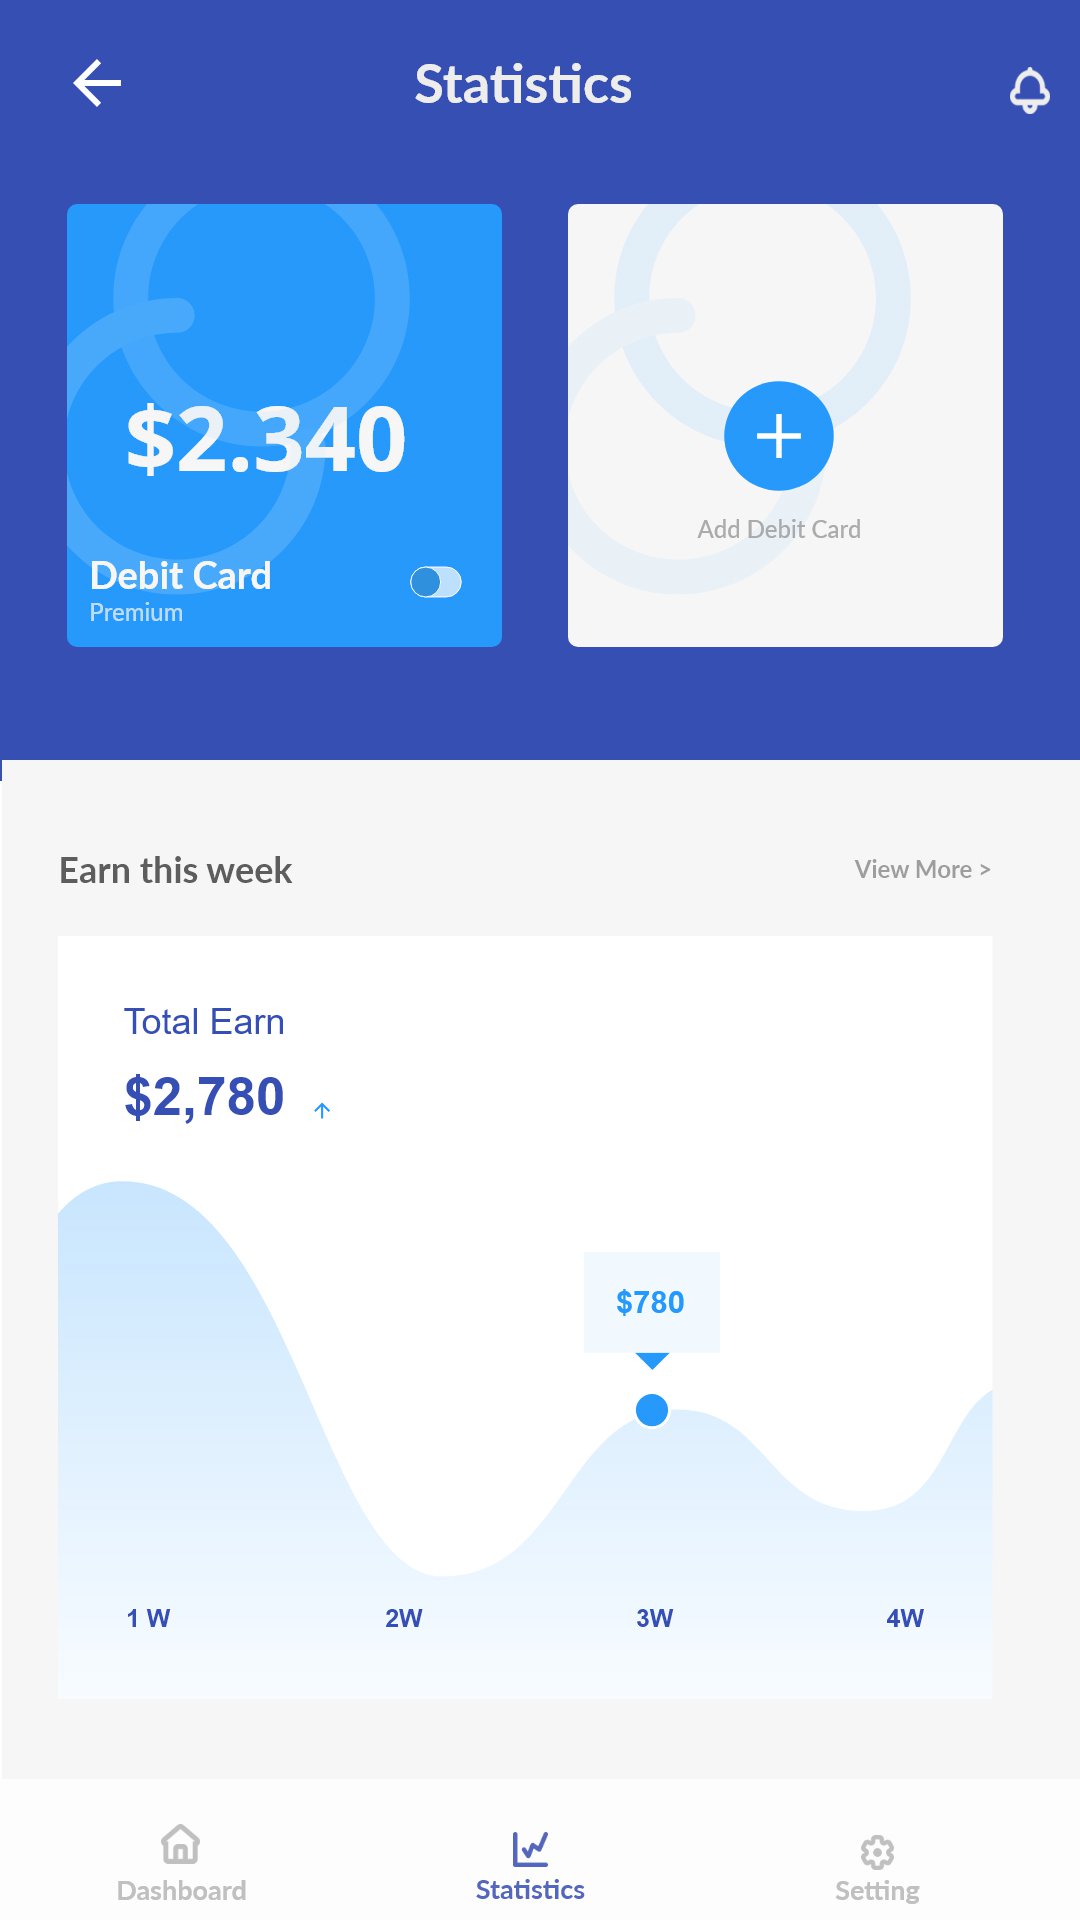 Statistics
$2.340
Debit Card
Premium
Add Debit Card
Earn this week
View More >
Total Earn
$2,780
$780
1 W
2W
3W
4W
Dashboard
Statistics
Setting